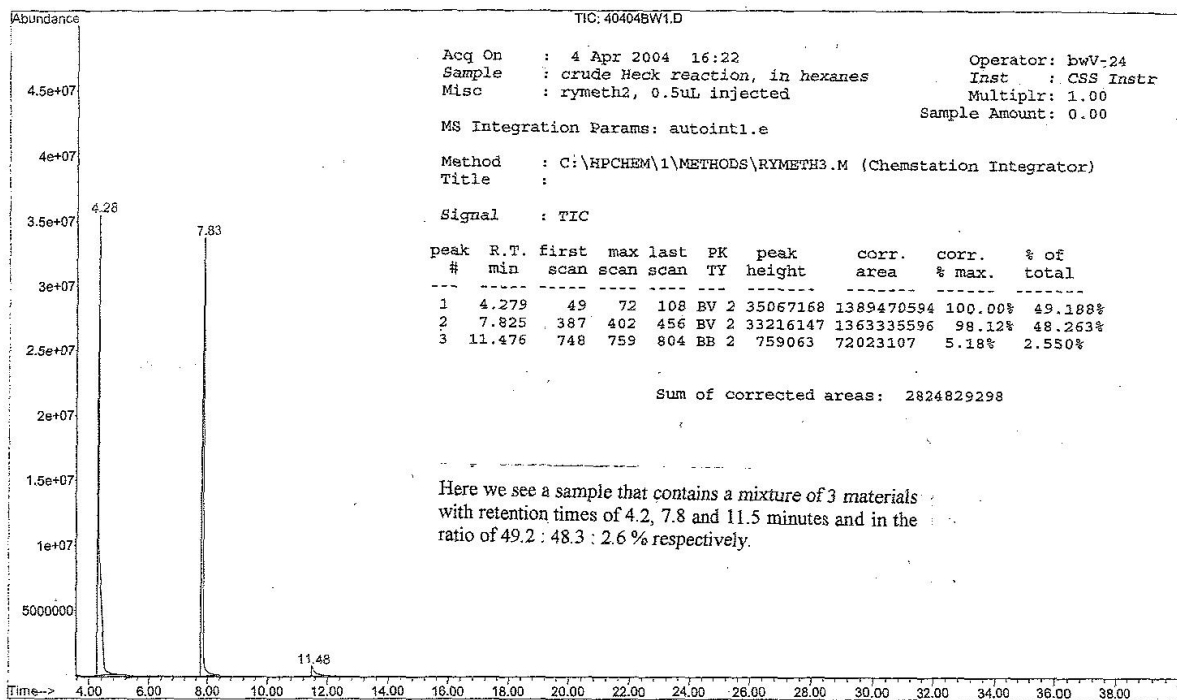 Abundance
TIC: 40404BW1.D
Acq On : 4 Apr 2004 16:22 Operator: bwV-24
Sample : crude Heck reaction, in hexanes Inst : CSS Instr
Misc : rymeth2, 0.5uL injected Multiplr: 1.00
Sample Amount: 0.00
MS Integration Params: autoint1.e
Method : C:\HPCHEM\1\METHODS\RYMETH3.M (Chemstation Integrator)
Title :
Signal : TIC
peak R.T. first max last PK peak corr. corr. % of
# min scan scan scan TY height area % max. total
--- ----- ----- ---- ---- --- ------- ------- ------ -------
1 4.279 49 72 108 BV 2 35067168 1389470594 100.00% 49.188%
2 7.825 387 402 456 BV 2 33216147 1363335596 98.12% 48.263%
3 11.476 748 759 804 BB 2 759063 72023107 5.18% 2.550%
Sum of corrected areas: 2824829298
Here we see a sample that contains a mixture of 3 materials
with retention times of 4.2, 7.8 and 11.5 minutes and in the
ratio of 49.2 : 48.3 : 2.6 % respectively.
4.5e+07
4e+07
3.5e+07
3e+07
2.5e+07
2e+07
1.5e+07
1e+07
5000000
4.28
7.83
11.48
Time--> 4.00 6.00 8.00 10.00 12.00 14.00 16.00 18.00 20.00 22.00 24.00 26.00 28.00 30.00 32.00 34.00 36.00 38.00